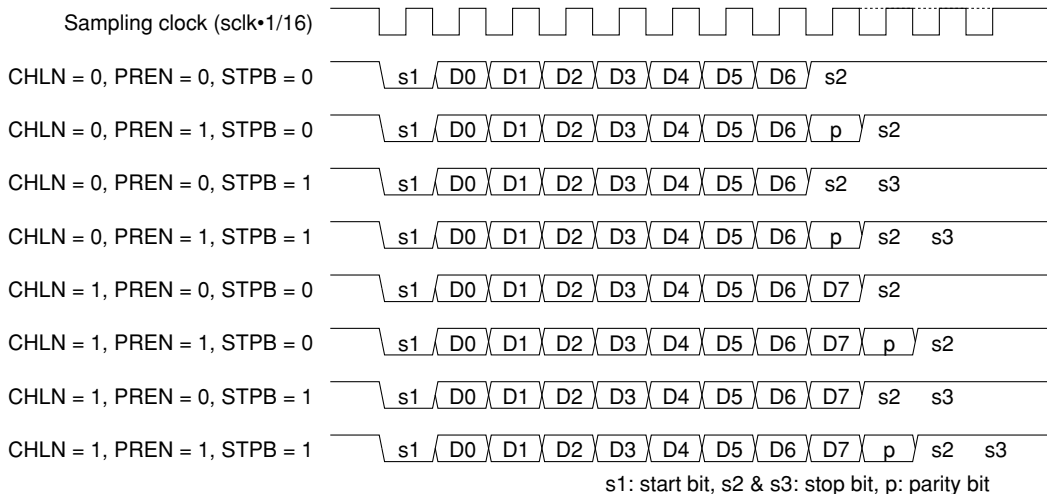 Sampling clock (sclk•1/16)
CHLN = 0, PREN = 0, STPB = 0 s1 D0 D1 D2 D3 D4 D5 D6 s2
CHLN = 0, PREN = 1, STPB = 0 s1 D0 D1 D2 D3 D4 D5 D6 p s2
CHLN = 0, PREN = 0, STPB = 1 s1 D0 D1 D2 D3 D4 D5 D6 s2 s3
CHLN = 0, PREN = 1, STPB = 1 s1 D0 D1 D2 D3 D4 D5 D6 p s2 s3
CHLN = 1, PREN = 0, STPB = 0 s1 D0 D1 D2 D3 D4 D5 D6 D7 s2
CHLN = 1, PREN = 1, STPB = 0 s1 D0 D1 D2 D3 D4 D5 D6 D7 p s2
CHLN = 1, PREN = 0, STPB = 1 s1 D0 D1 D2 D3 D4 D5 D6 D7 s2 s3
CHLN = 1, PREN = 1, STPB = 1 s1 D0 D1 D2 D3 D4 D5 D6 D7 p s2 s3
s1: start bit, s2 & s3: stop bit, p: parity bit